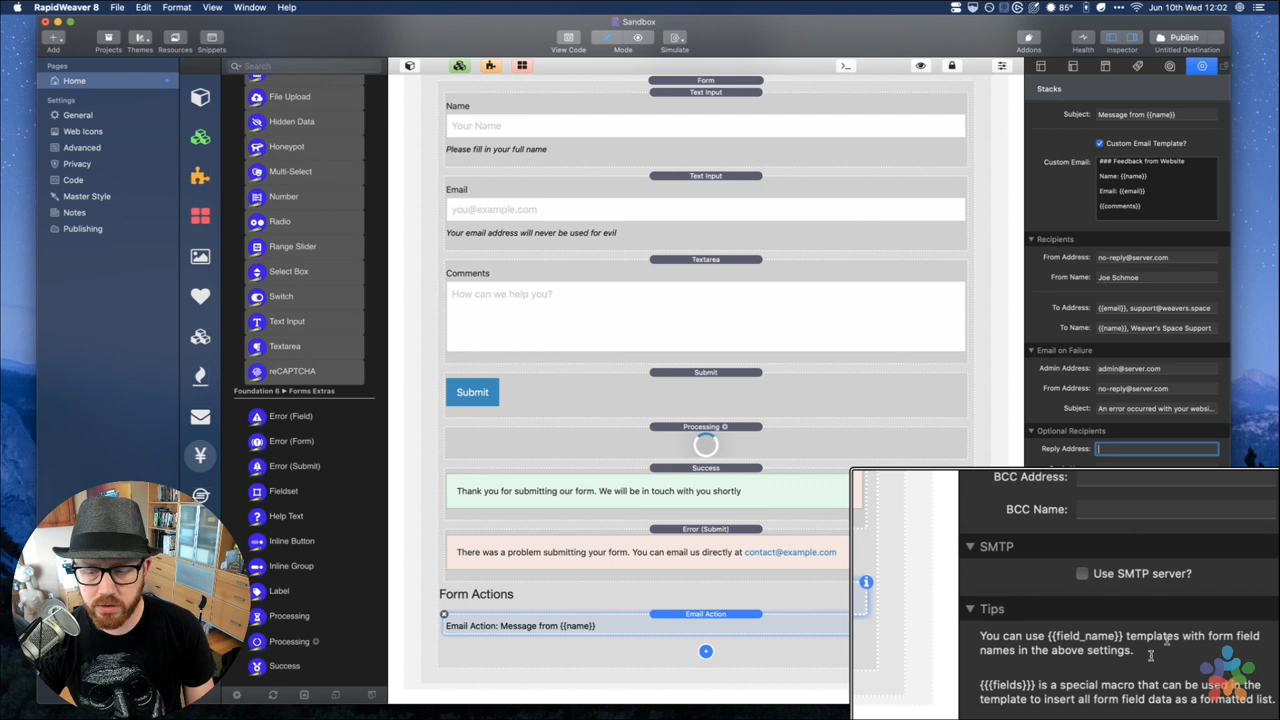 RapidWeaver 8 File Edit Format View Window Help
85° Jun 10th Wed 12:02
Sandbox
Add Projects Themes Resources Snippets View Code Mode Simulate Addons Health Inspector Publish Untitled Destination
Pages
Home
Settings
General
Web Icons
Advanced
Privacy
Code
Master Style
Notes
Publishing
Search
File Upload
Hidden Data
Honeypot
Multi-Select
Number
Radio
Range Slider
Select Box
Switch
Text Input
Textarea
reCAPTCHA
Foundation 6 ▸ Forms Extras
Error (Field)
Error (Form)
Error (Submit)
Fieldset
Help Text
Inline Button
Inline Group
Label
Processing
Processing
Success
Form
Text Input
Name
Your Name
Please fill in your full name
Text Input
Email
you@example.com
Your email address will never be used for evil
Textarea
Comments
How can we help you?
Submit
Submit
Processing
Success
Thank you for submitting our form. We will be in touch with you shortly
Error (Submit)
There was a problem submitting your form. You can email us directly at contact@example.com
Form Actions
Email Action
Email Action: Message from {{name}}
Stacks
Subject: Message from {{name}}
Custom Email Template?
Custom Email: ### Feedback from Website
Name: {{name}}
Email: {{email}}
{{comments}}
Recipients
From Address: no-reply@server.com
From Name: Joe Schmoe
To Address: {{email}}, support@weavers.space
To Name: {{name}}, Weaver's Space Support
Email on Failure
Admin Address: admin@server.com
From Address: no-reply@server.com
Subject: An error occurred with your websi...
Optional Recipients
Reply Address:
BCC Address:
BCC Name:
SMTP
Use SMTP server?
Tips
You can use {{field_name}} templates with form field
names in the above settings.
{{{fields}}} is a special macro that can be used in the
template to insert all form field data as a formatted list.